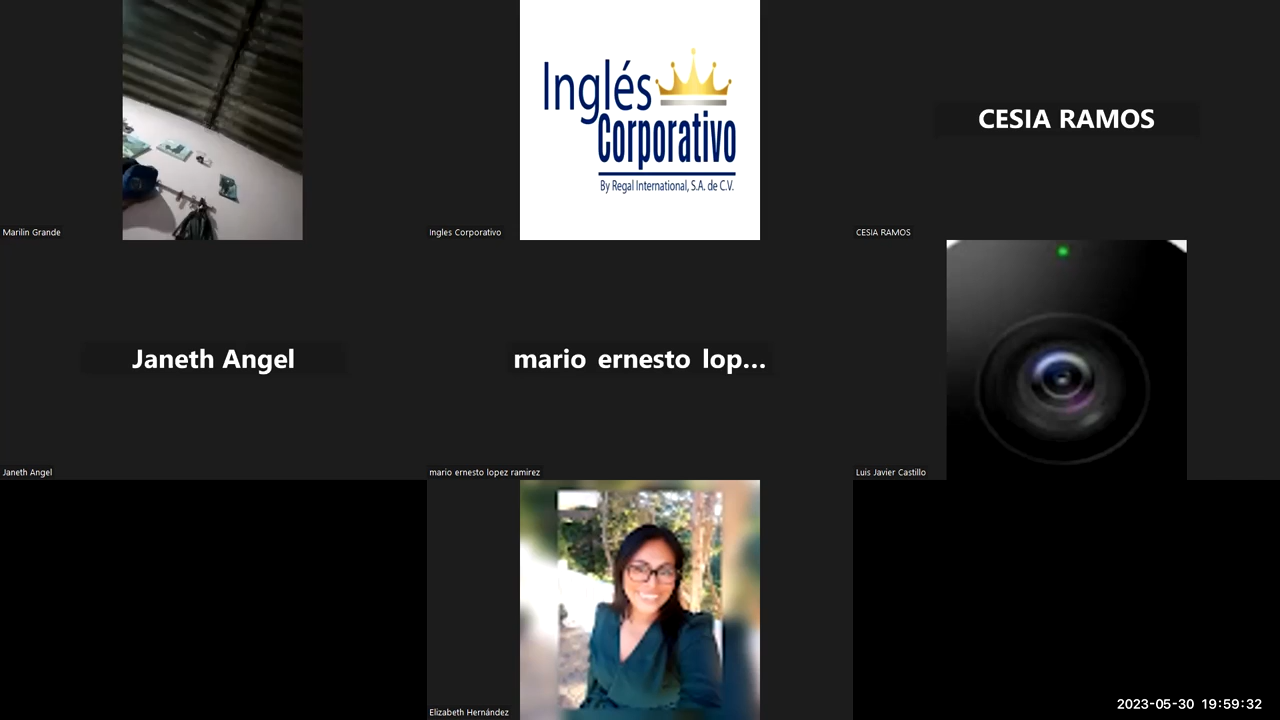 Inglés
Corporativo
By Regal International, S.A. de C.V.
CESIA RAMOS
Marilin Grande
Ingles Corporativo
CESIA RAMOS
Janeth Angel
mario ernesto lop...
Janeth Angel
mario ernesto lopez ramirez
Luis Javier Castillo
Elizabeth Hernández
2023-05-30 19:59:32